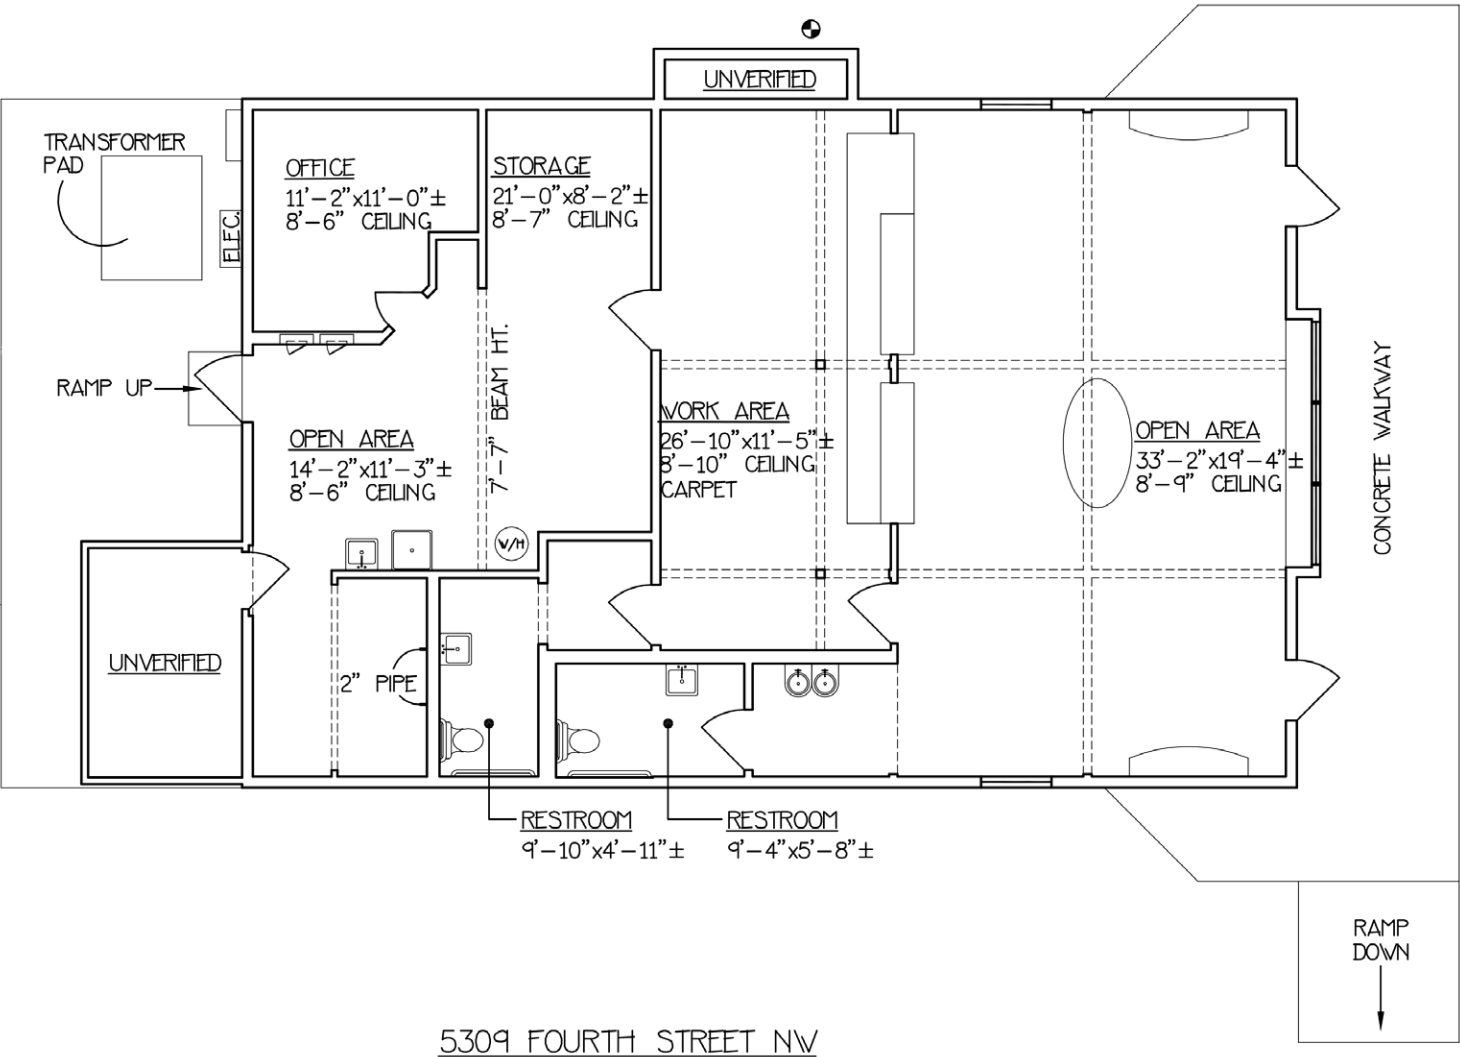 UNVERIFIED
TRANSFORMER
PAD
OFFICE
11'-2"x11'-0"±
8'-6" CEILING
STORAGE
21'-0"x8'-2"±
8'-7" CEILING
ELEC.
RAMP UP
7'-7" BEAM HT.
OPEN AREA
14'-2"x11'-3"±
8'-6" CEILING
WORK AREA
26'-10"x11'-5"±
8'-10" CEILING
CARPET
OPEN AREA
33'-2"x19'-4"±
8'-9" CEILING
CONCRETE WALKWAY
W/H
UNVERIFIED
2" PIPE
RESTROOM
9'-10"x4'-11"±
RESTROOM
9'-4"x5'-8"±
RAMP
DOWN
5309 FOURTH STREET NW